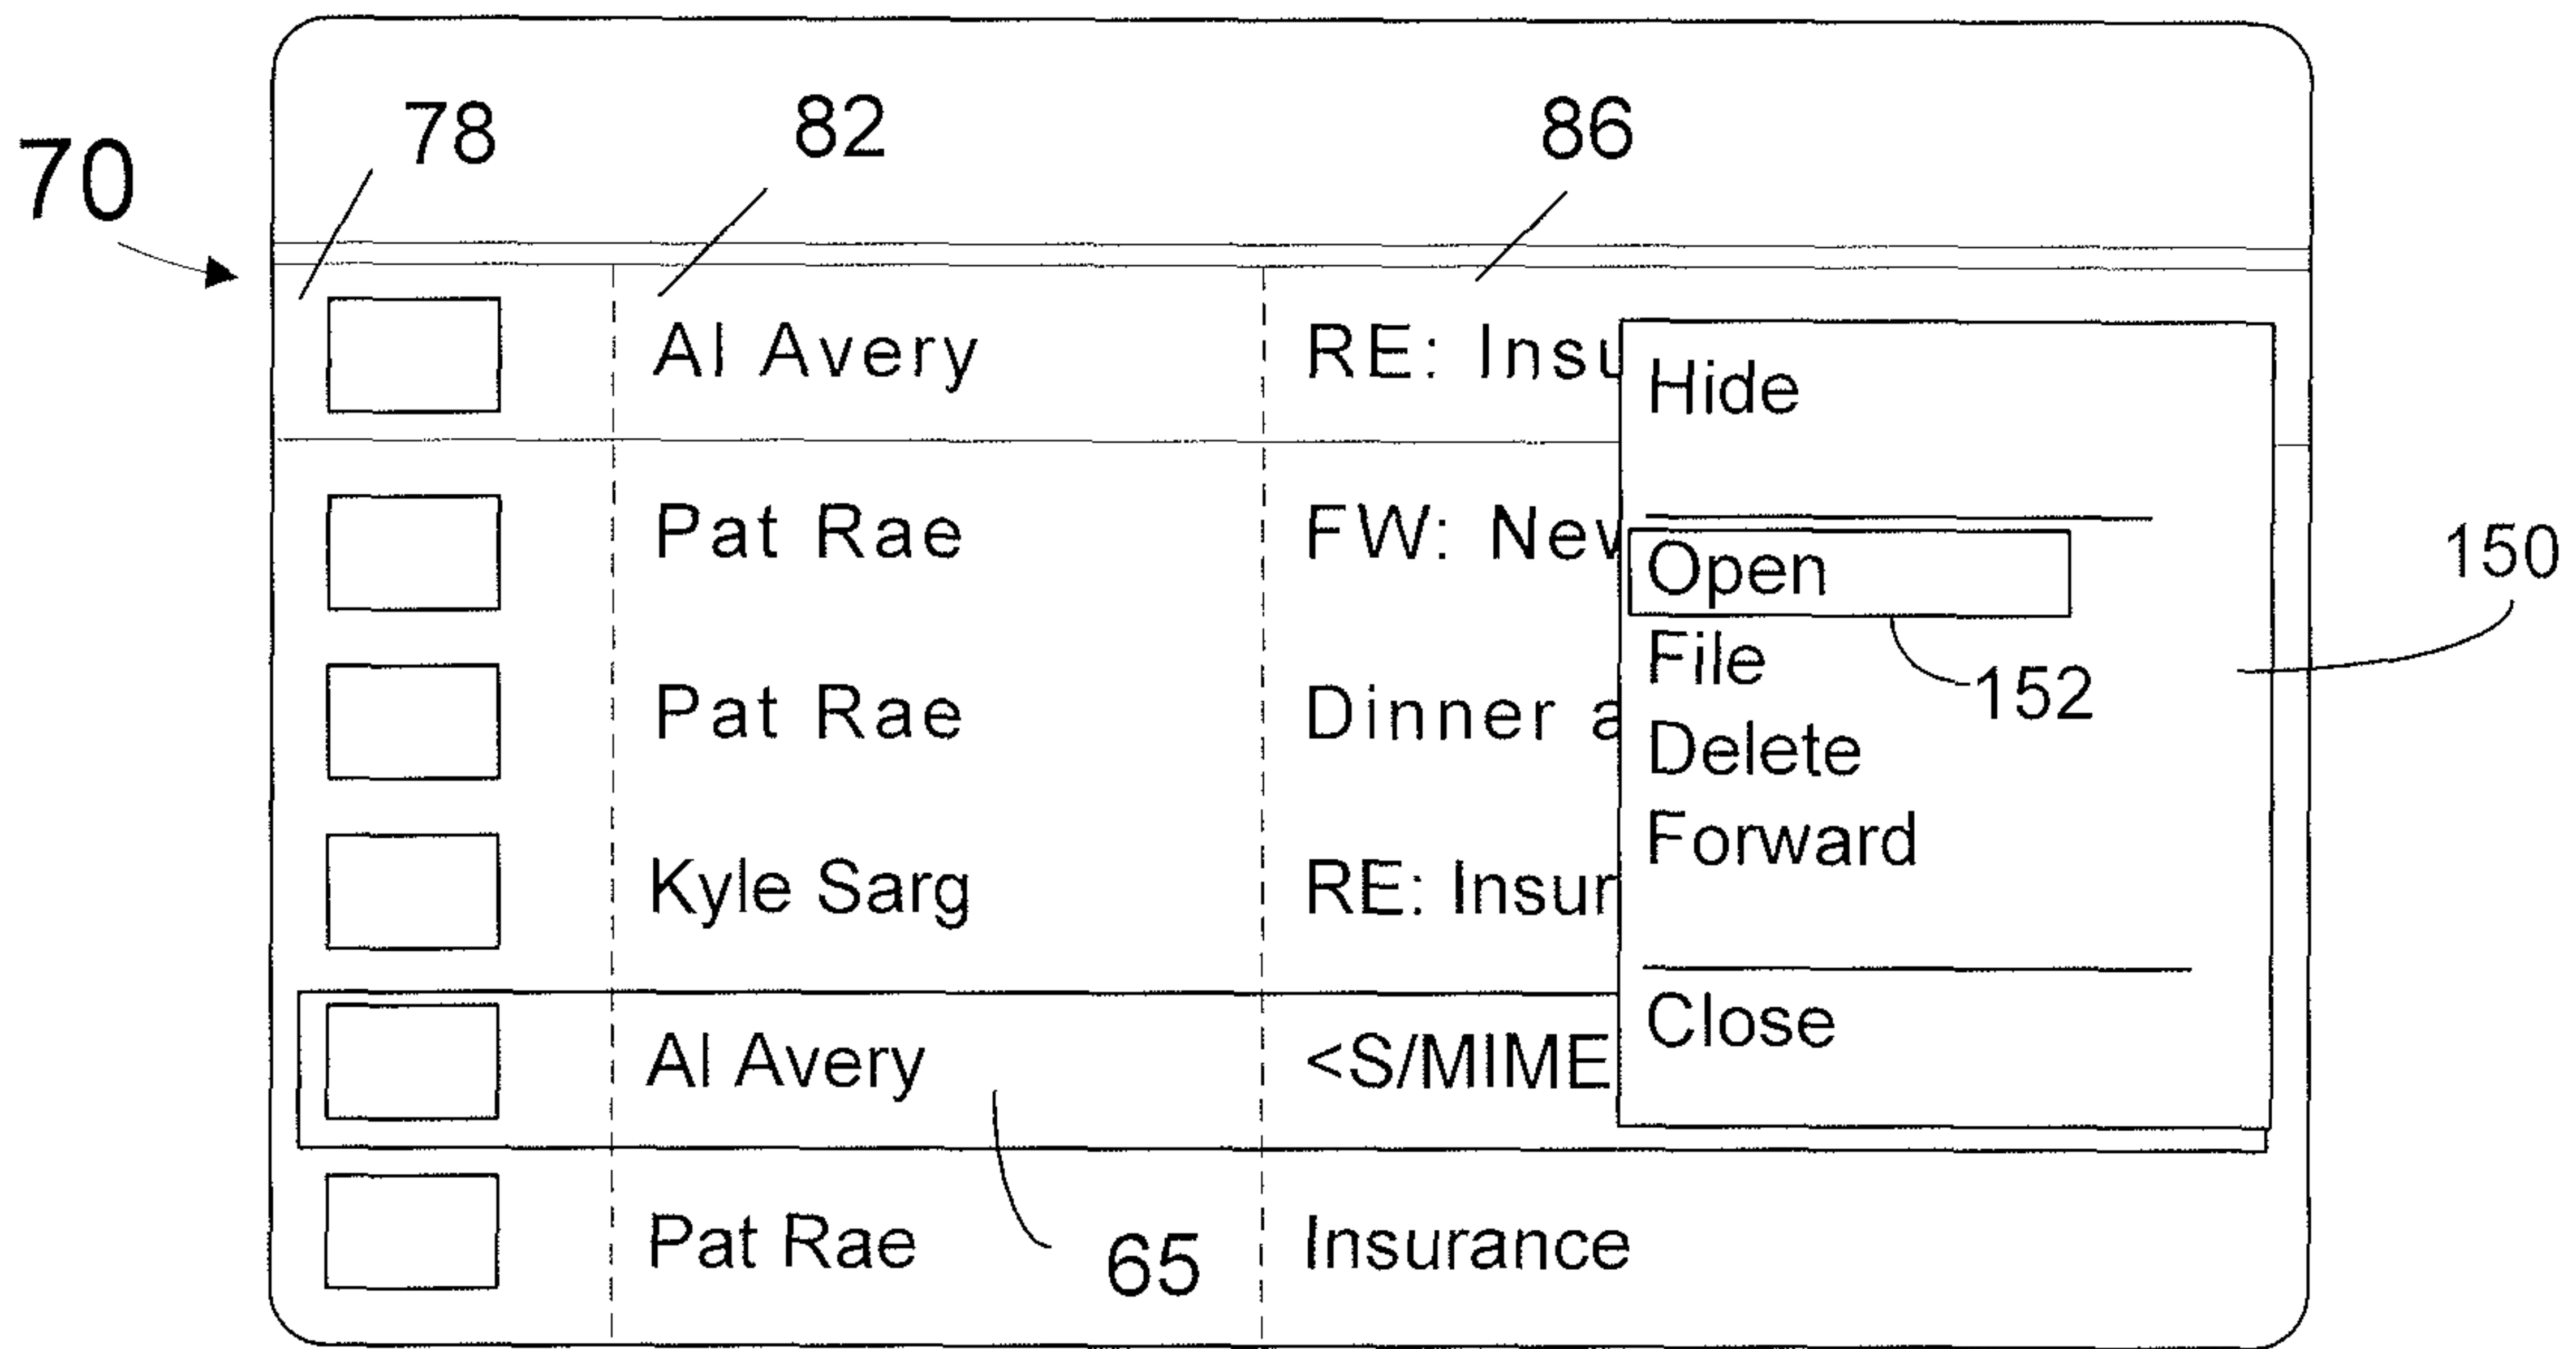 70
78 82 86
Al Avery RE: Insu
Hide
Pat Rae FW: New
Open
150
File
152
Pat Rae Dinner a
Delete
Forward
Kyle Sarg RE: Insur
Close
Al Avery <S/MIME
65
Pat Rae Insurance